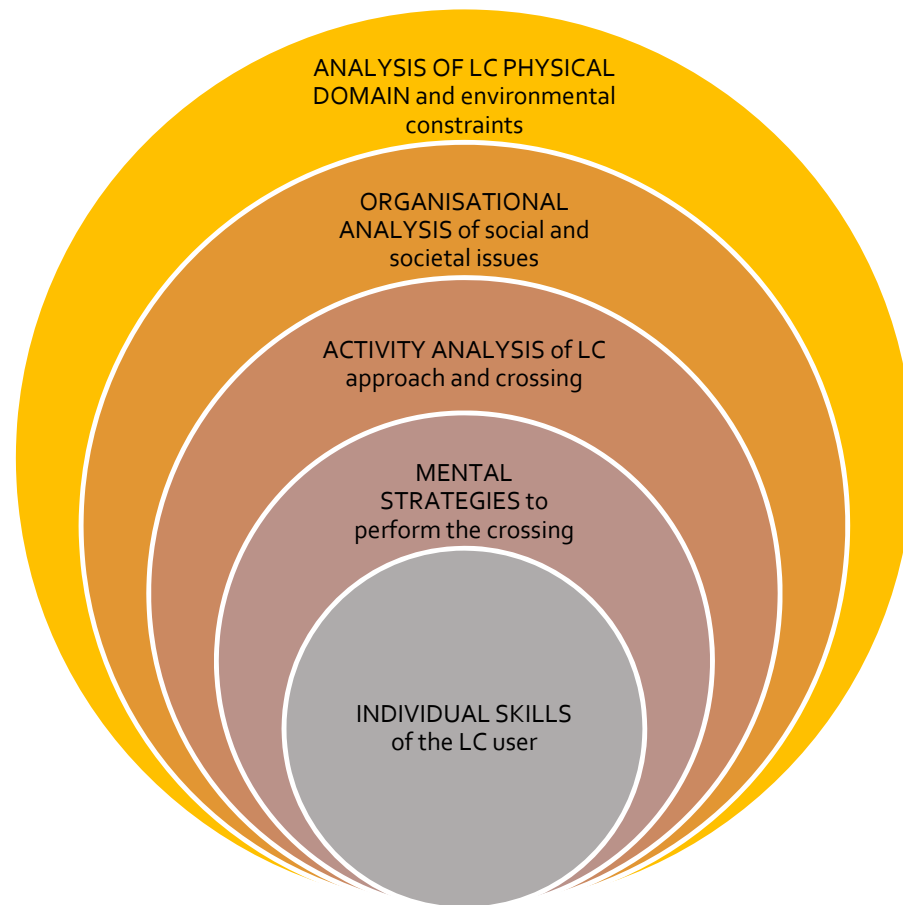 ANALYSIS OF LC PHYSICAL
DOMAIN and environmental
constraints
ORGANISATIONAL
ANALYSIS of social and
societal issues
ACTIVITY ANALYSIS of LC
approach and crossing
MENTAL
STRATEGIES to
perform the crossing
INDIVIDUAL SKILLS
of the LC user